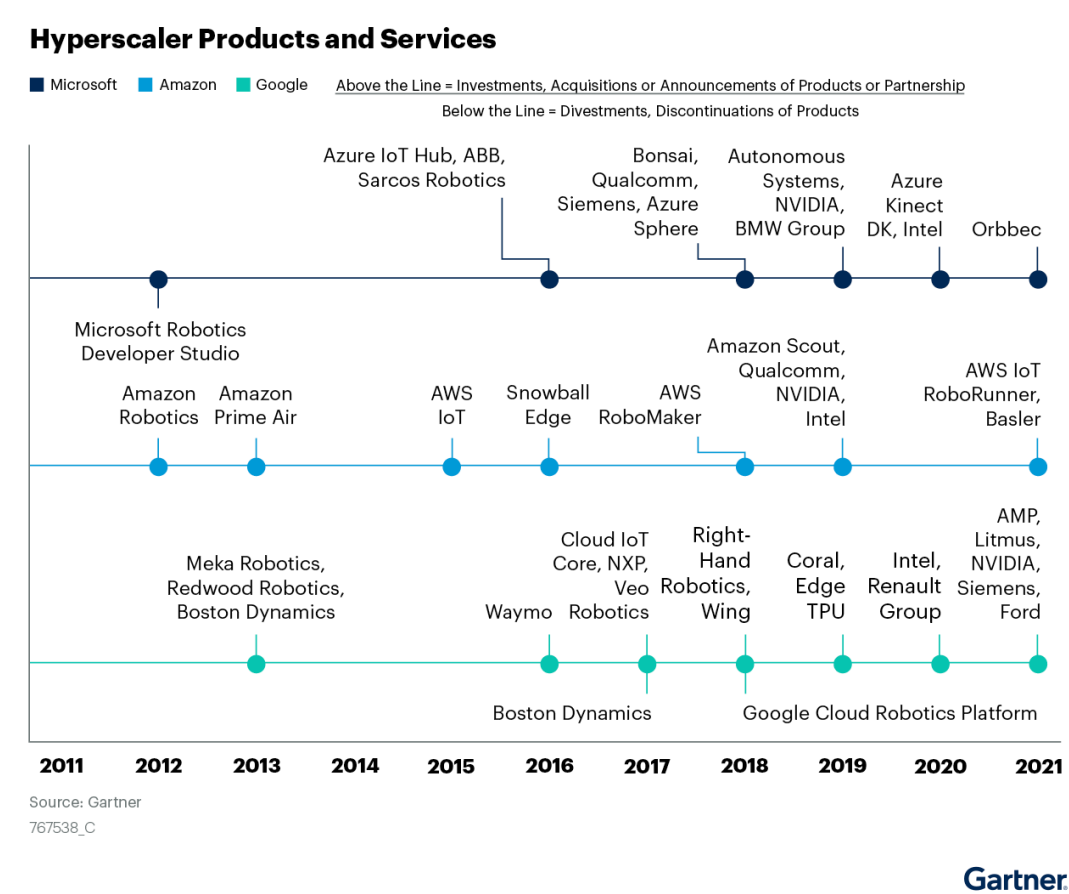 Hyperscaler Products and Services
Microsoft Amazon Google Above the Line = Investments, Acquisitions or Announcements of Products or Partnership
Below the Line = Divestments, Discontinuations of Products
Azure IoT Hub, ABB,
Sarcos Robotics
Bonsai,
Qualcomm,
Siemens, Azure
Sphere
Autonomous
Systems,
NVIDIA,
BMW Group
Azure
Kinect
DK, Intel
Orbbec
Microsoft Robotics
Developer Studio
Amazon
Robotics
Amazon
Prime Air
AWS
IoT
Snowball
Edge
AWS
RoboMaker
Amazon Scout,
Qualcomm,
NVIDIA,
Intel
AWS IoT
RoboRunner,
Basler
Meka Robotics,
Redwood Robotics,
Boston Dynamics
Waymo
Cloud IoT
Core, NXP,
Veo
Robotics
Right-
Hand
Robotics,
Wing
Coral,
Edge
TPU
Intel,
Renault
Group
AMP,
Litmus,
NVIDIA,
Siemens,
Ford
Boston Dynamics
Google Cloud Robotics Platform
2011 2012 2013 2014 2015 2016 2017 2018 2019 2020 2021
Source: Gartner
767538_C
Gartner